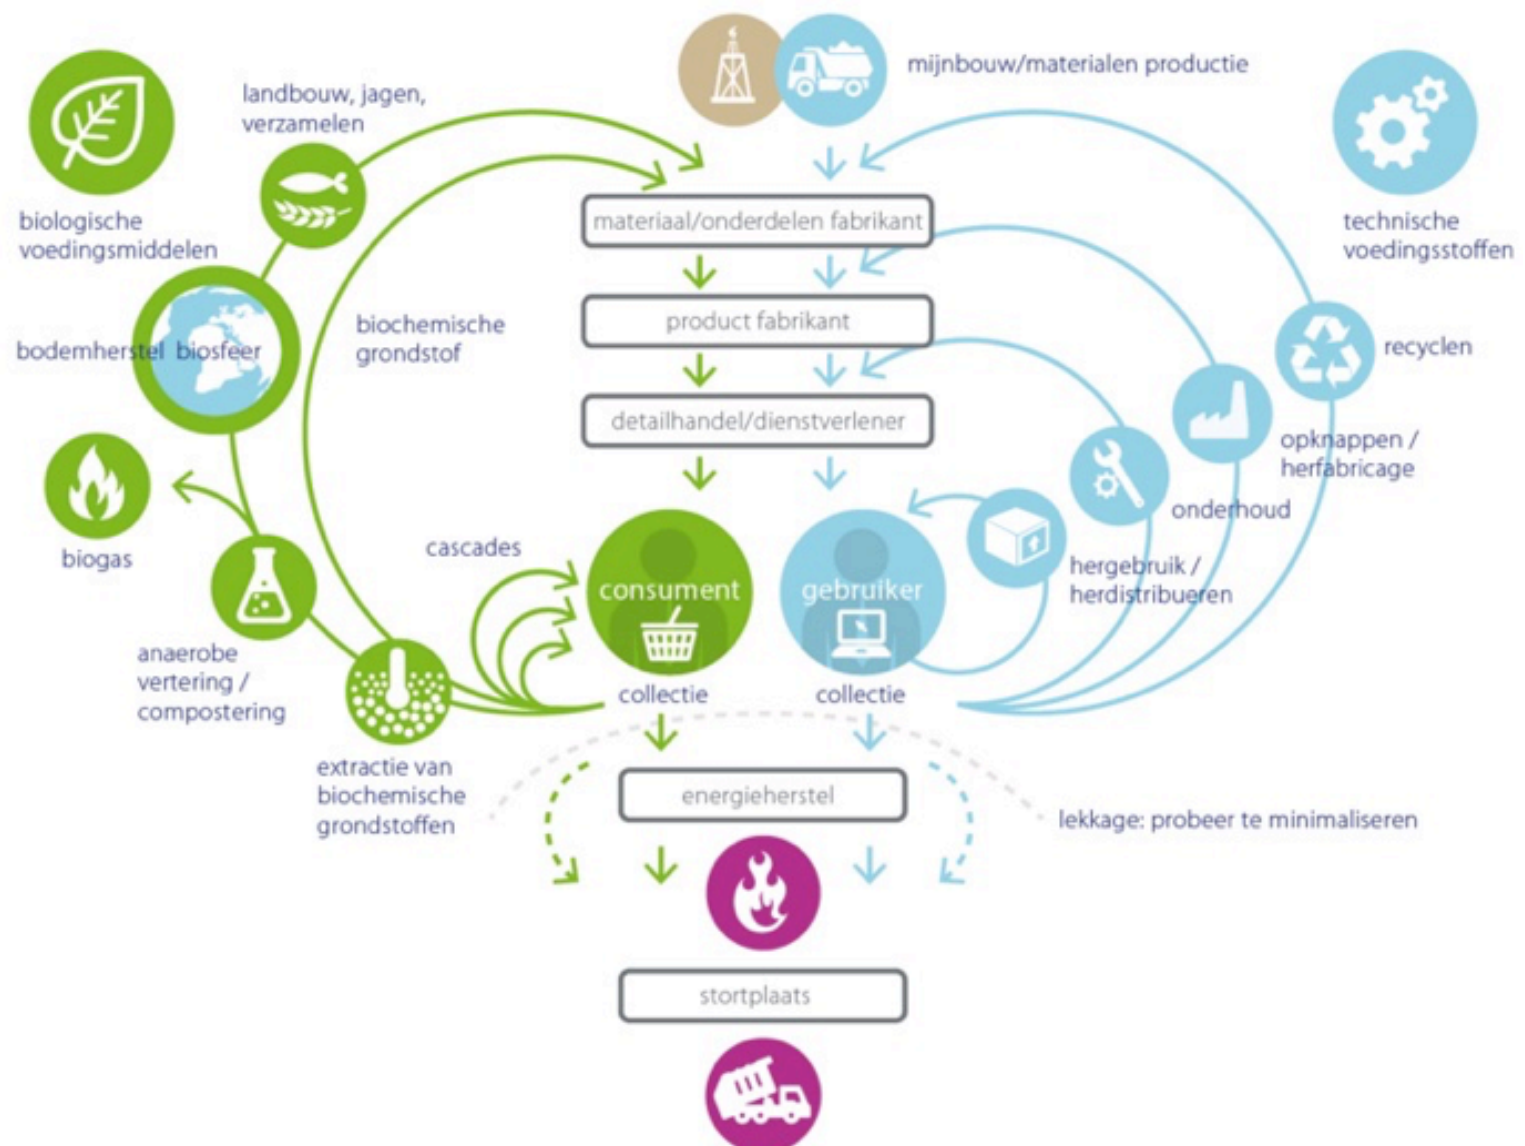 mijnbouw/materialen productie
landbouw, jagen,
verzamelen
biologische
voedingsmiddelen
technische
voedingsstoffen
materiaal/onderdelen fabrikant
biochemische
grondstof
product fabrikant
bodemherstel biosfeer
recyclen
detailhandel/dienstverlener
opknappen /
herfabricage
onderhoud
biogas
cascades
consument
gebruiker
hergebruik /
herdistribueren
anaerobe
vertering /
compostering
collectie
collectie
extractie van
biochemische
grondstoffen
energieherstel
lekkage: probeer te minimaliseren
stortplaats